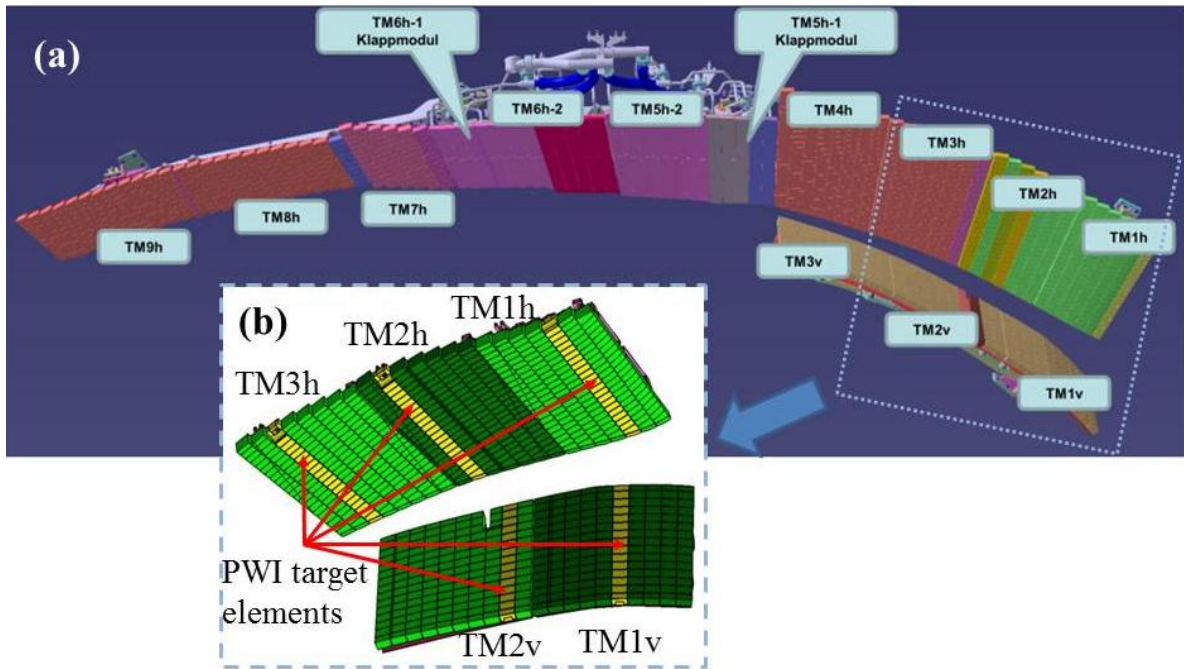 (a)
TM6h-1
Klappmodul
TM5h-1
Klappmodul
TM6h-2
TM5h-2
TM4h
TM3h
TM2h
TM1h
TM9h
TM8h
TM7h
TM3v
TM2v
TM1v
(b)
TM1h
TM2h
TM3h
PWI target
elements
TM2v
TM1v